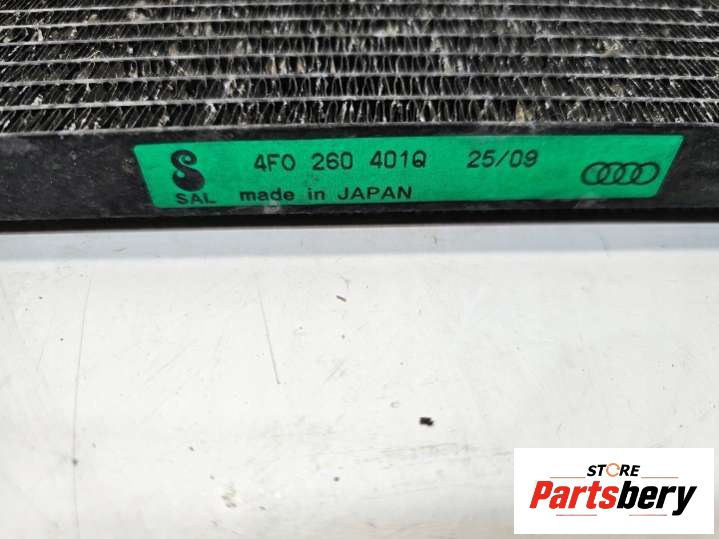 4F0 260 401Q 25/09
SAL made in JAPAN
STORE
Partsbery